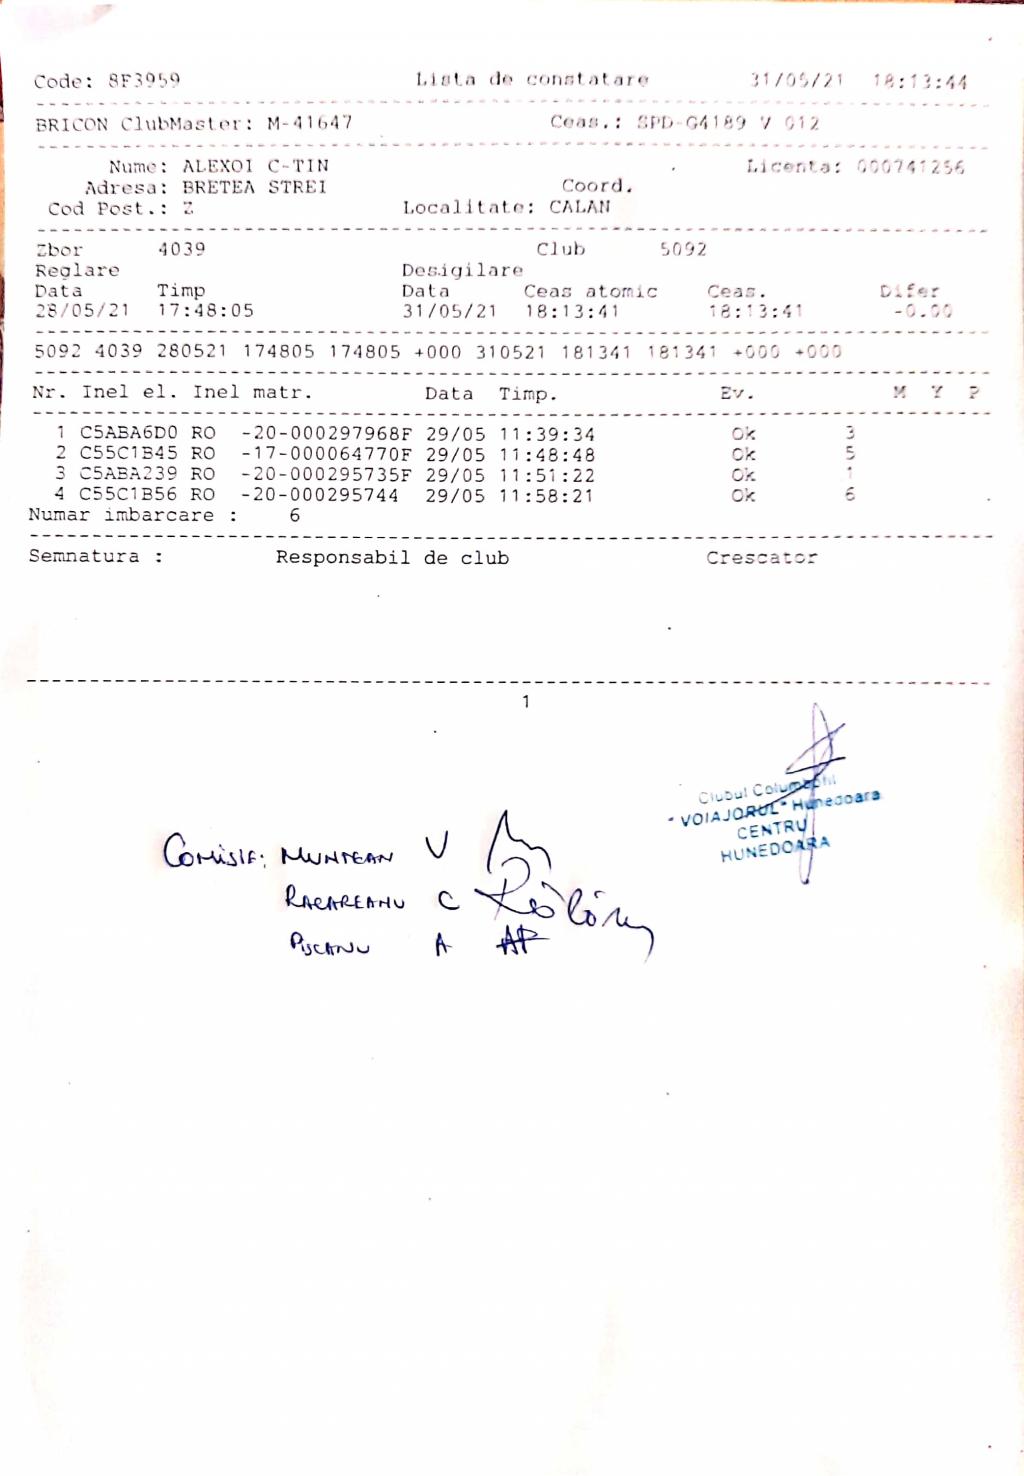 Code: 8F3959 Lista de constatare 31/05/21 18:13:44
BRICON ClubMaster: M-41647 Ceas.: SPD-G4189 V 012
Nume: ALEXOI C-TIN Licenta: 000741256
Adresa: BRETEA STREI Coord.
Cod Post.: Z Localitate: CALAN
Zbor 4039 Club 5092
Reglare Desigilare
Data Timp Data Ceas atomic Ceas. Difer
28/05/21 17:48:05 31/05/21 18:13:41 18:13:41 -0.00
5092 4039 280521 174805 174805 +000 310521 181341 181341 +000 +000
Nr. Inel el. Inel matr. Data Timp. Ev. M Y P
1 C5ABA6D0 RO -20-000297968F 29/05 11:39:34 Ok 3
2 C55C1B45 RO -17-000064770F 29/05 11:48:48 Ok 5
3 C5ABA239 RO -20-000295735F 29/05 11:51:22 Ok 1
4 C55C1B56 RO -20-000295744 29/05 11:58:21 Ok 6
Numar imbarcare : 6
Semnatura : Responsabil de club Crescator
1
Clubul Columbofil
"VOIAJORUL" Hunedoara
CENTRU
HUNEDOARA
COMISIE: MUNTEAN V
RACAREANU C
PISCANU A AP